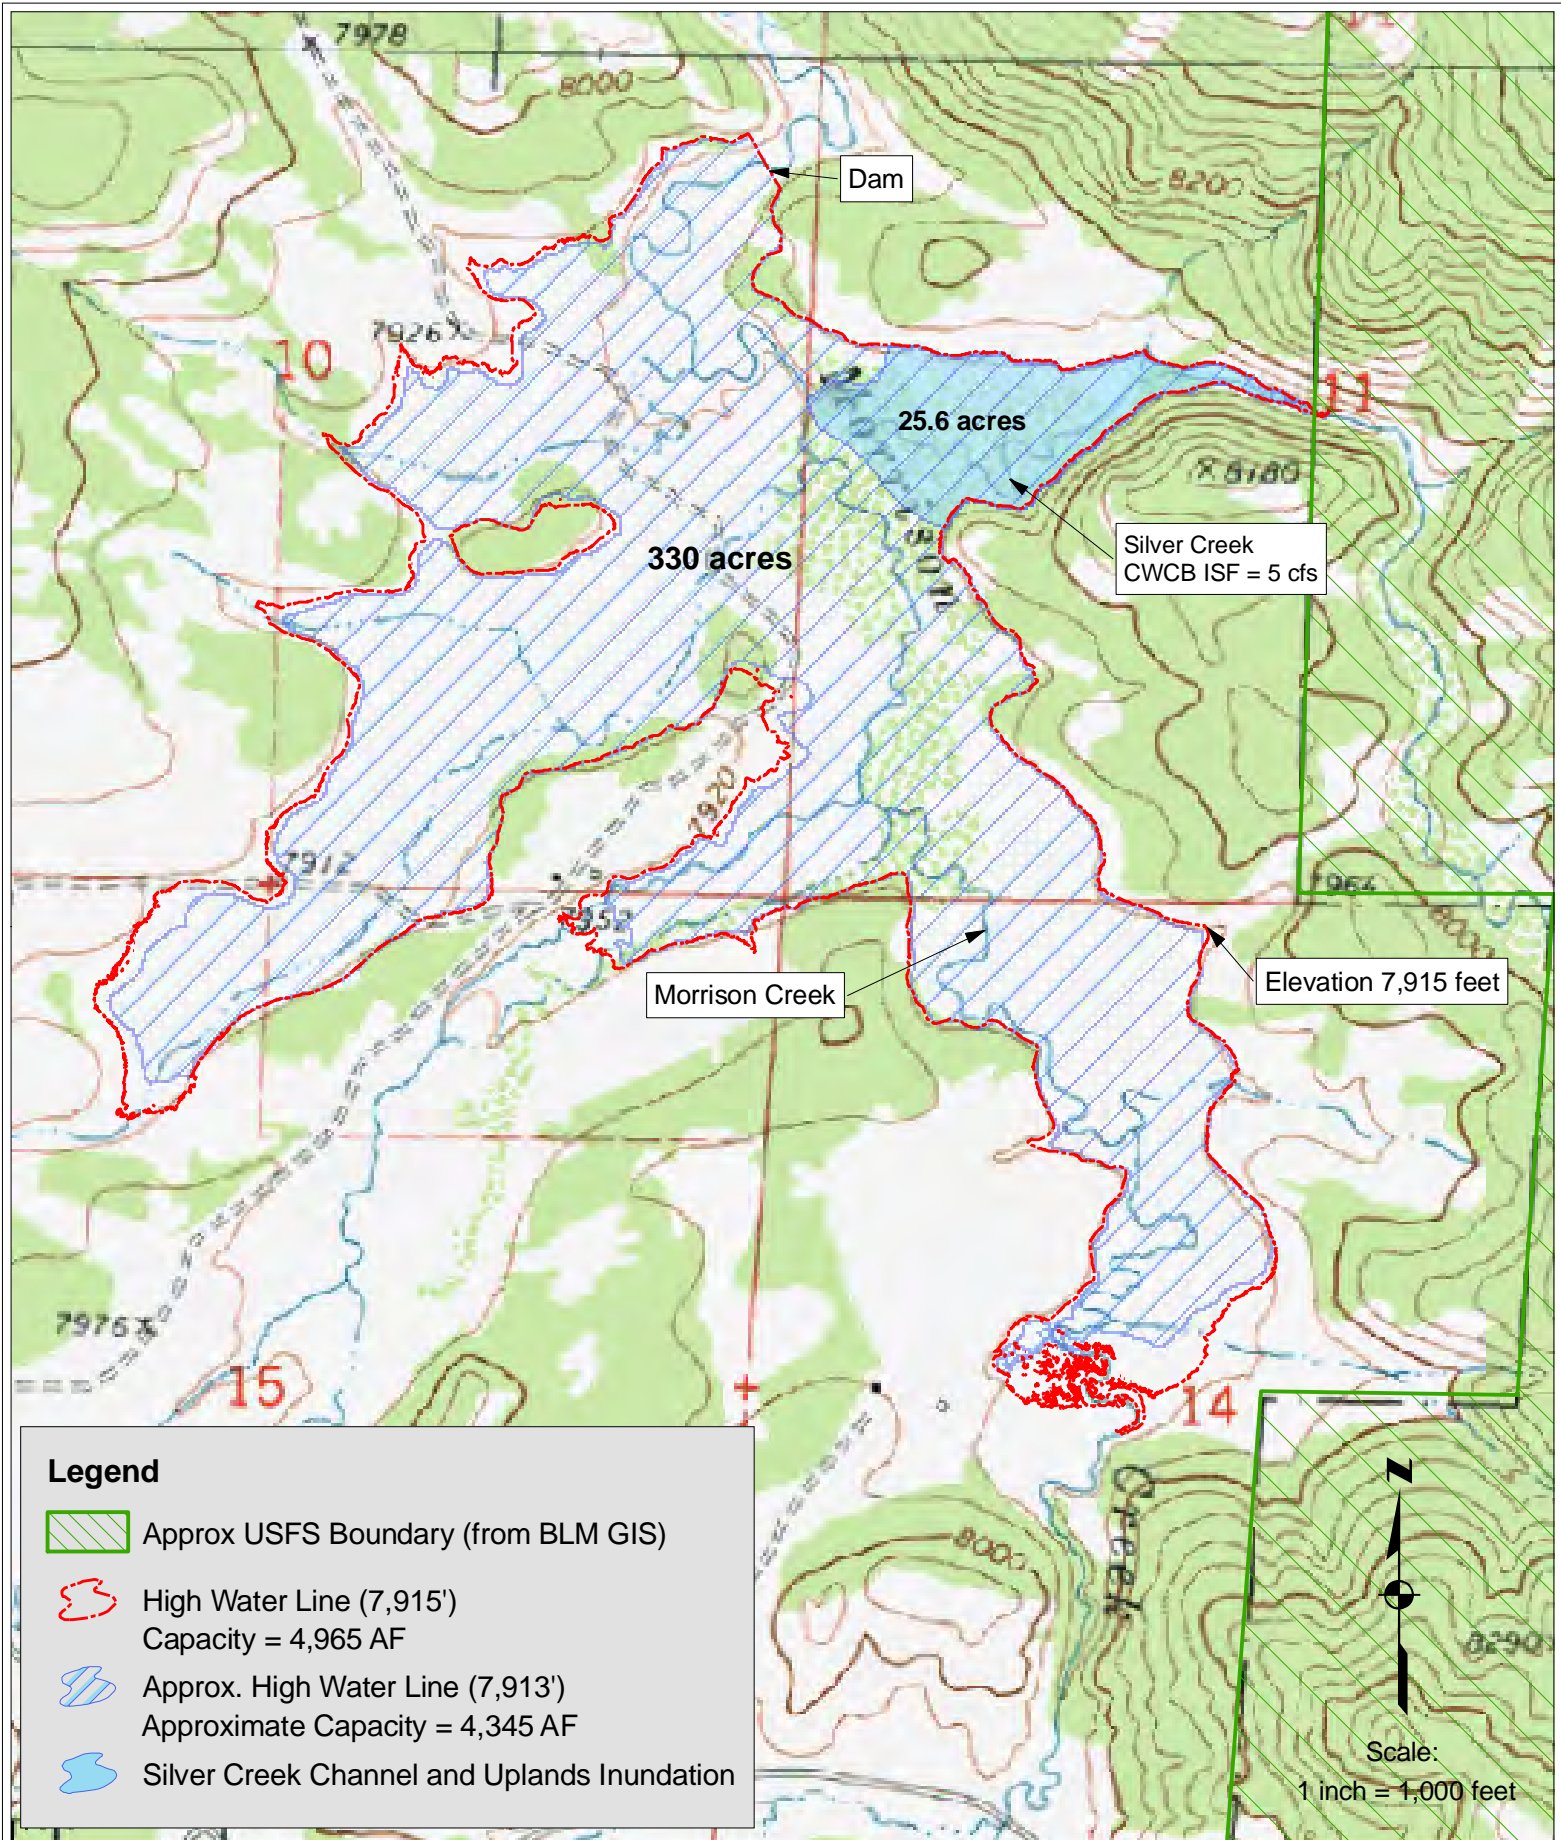 7978
8000
Dam
8200
7926
10
11
25.6 acres
X 8180
330 acres
Silver Creek
CWCB ISF = 5 cfs
7920
7912
7964
7952
8000
Morrison Creek
Elevation 7,915 feet
7976
15
14
Creek
8000
8290
Legend
Approx USFS Boundary (from BLM GIS)
High Water Line (7,915')
Capacity = 4,965 AF
Approx. High Water Line (7,913')
Approximate Capacity = 4,345 AF
Silver Creek Channel and Uplands Inundation
N
Scale:
1 inch = 1,000 feet